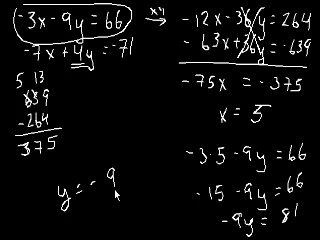 -3x - 9y = 66
-7x + 4y = -71
5 13
639
-264
375
y = - 9
x4
-12x - 36y = 264
-63x + 36y = -639
-75x = -375
x = 5
-3·5 - 9y = 66
-15 - 9y = 66
-9y = 81